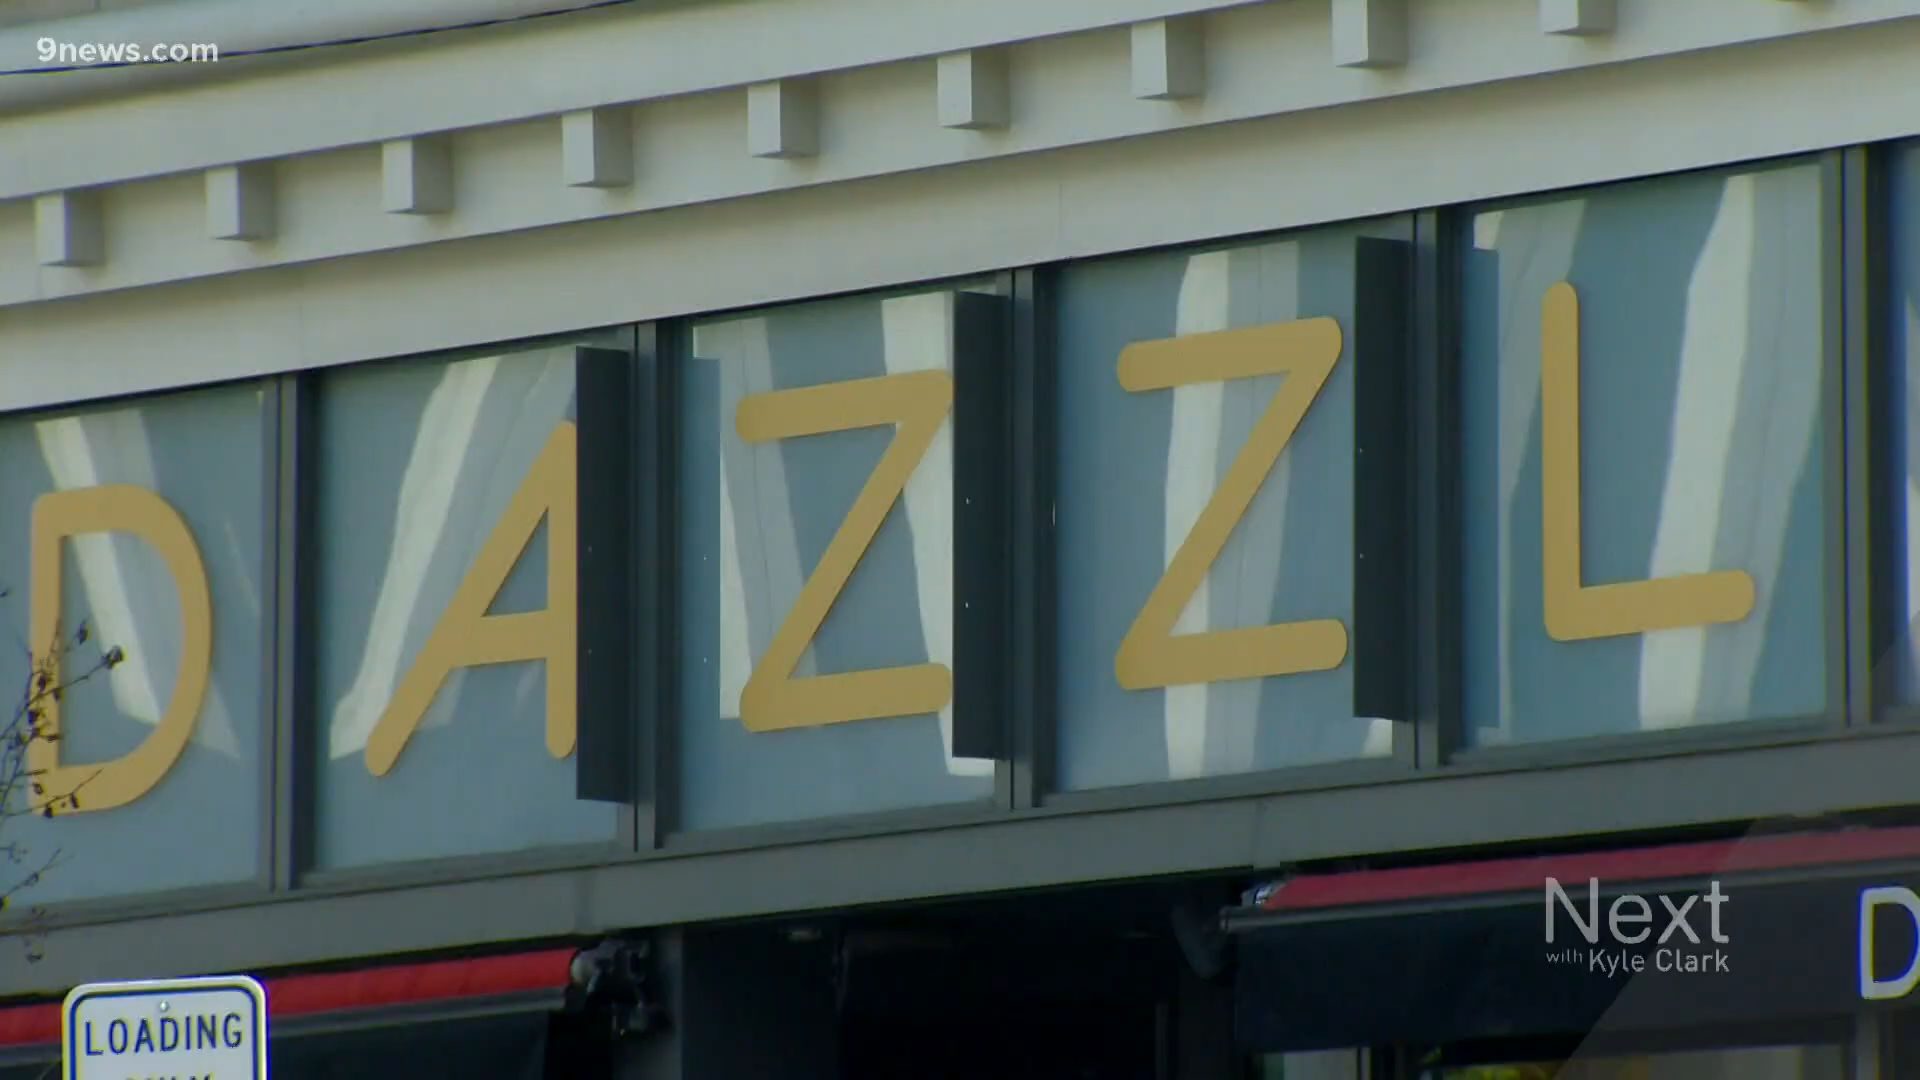 9news.com
DAZZL
Next
with Kyle Clark
D
LOADING